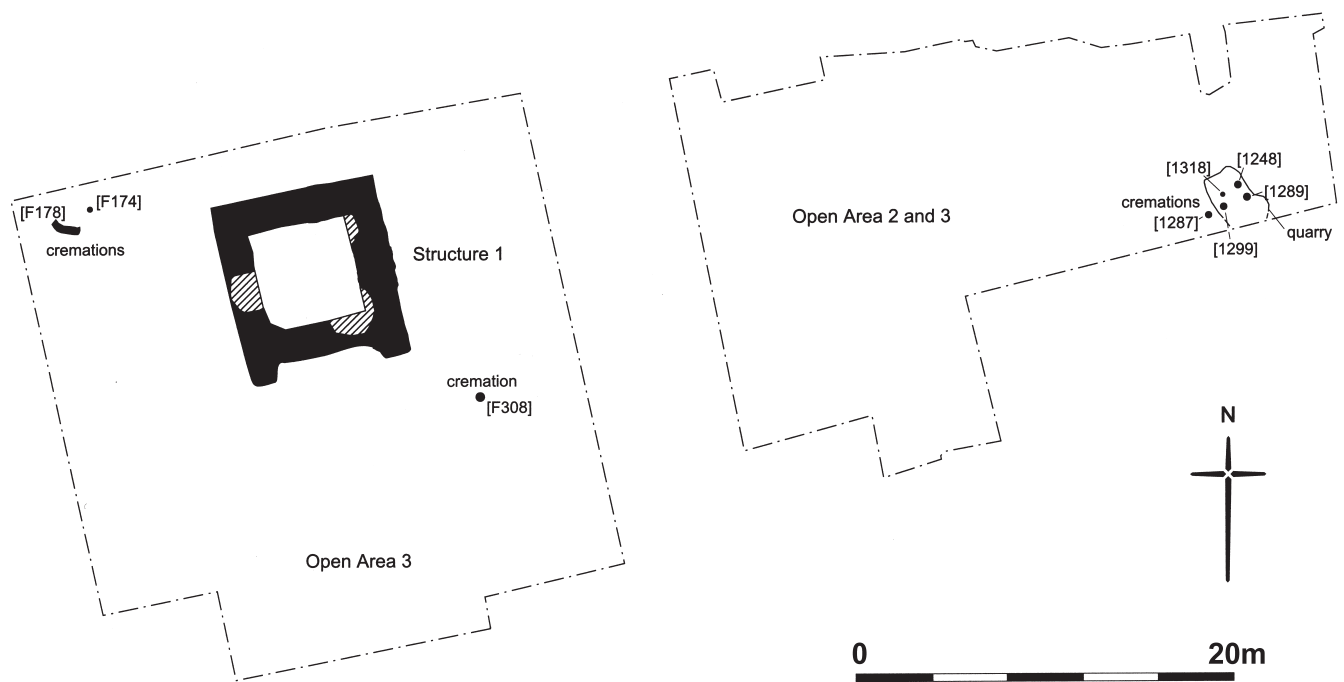 [F178]
[F174]
cremations
Structure 1
cremation
[F308]
Open Area 3
Open Area 2 and 3
[1318]
[1248]
[1289]
cremations
[1287]
[1299]
quarry
N
0
20m